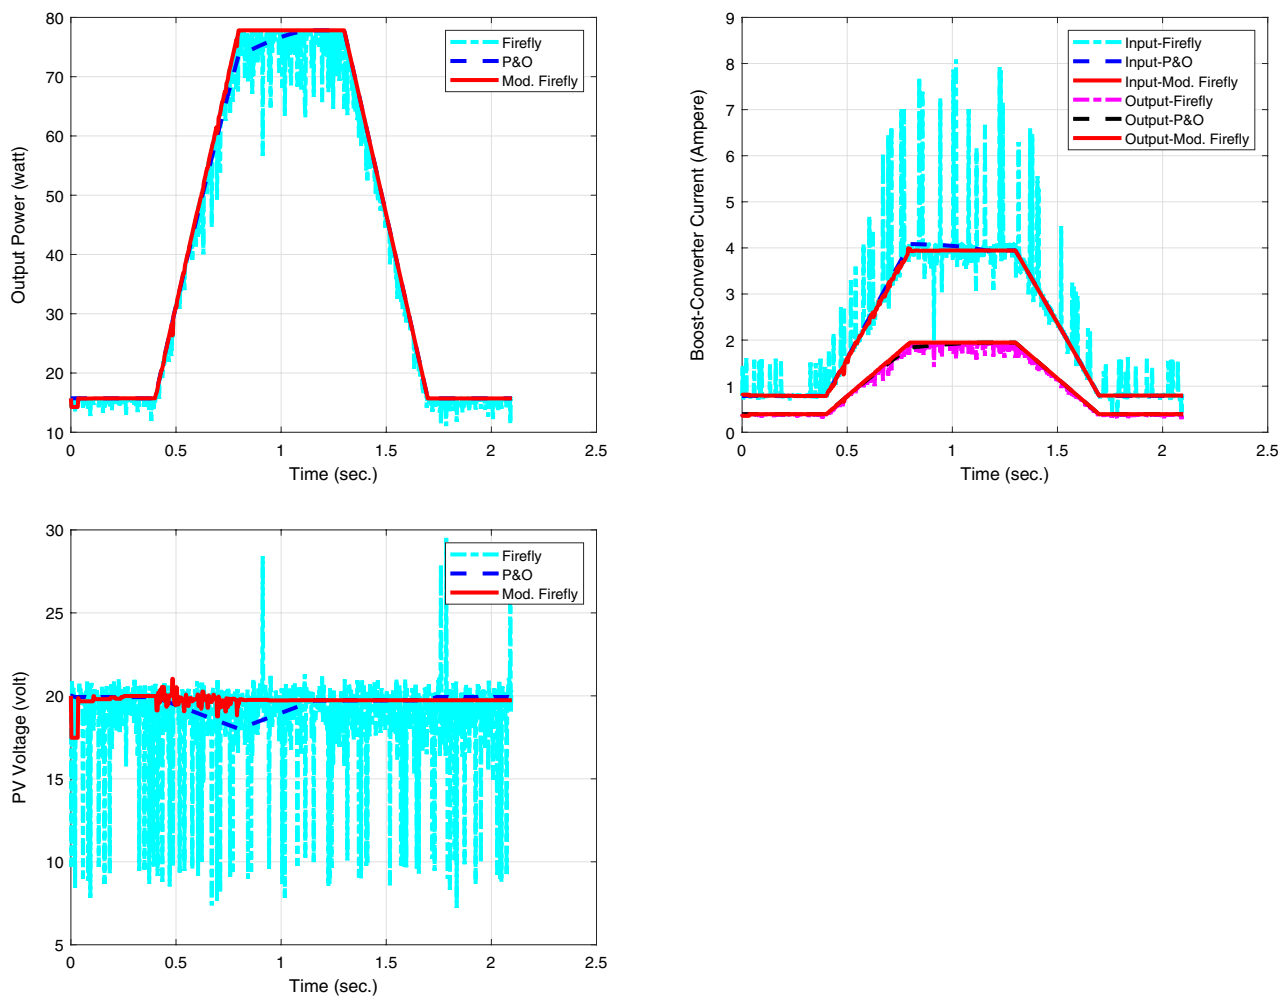 80
70
60
50
40
30
20
10
Output Power (watt)
0
0.5
1
1.5
2
2.5
Time (sec.)
Firefly
P&O
Mod. Firefly
9
8
7
6
5
4
3
2
1
0
Boost-Converter Current (Ampere)
0
0.5
1
1.5
2
2.5
Time (sec.)
Input-Firefly
Input-P&O
Input-Mod. Firefly
Output-Firefly
Output-P&O
Output-Mod. Firefly
30
25
20
15
10
5
PV Voltage (volt)
0
0.5
1
1.5
2
2.5
Time (sec.)
Firefly
P&O
Mod. Firefly